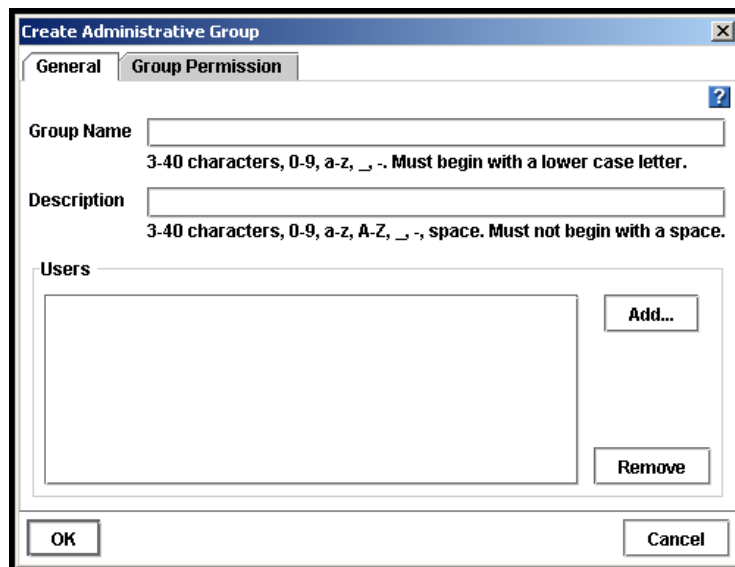 Create Administrative Group
General Group Permission
?
Group Name
3-40 characters, 0-9, a-z, _, -. Must begin with a lower case letter.
Description
3-40 characters, 0-9, a-z, A-Z, _, -, space. Must not begin with a space.
Users
Add...
Remove
OK Cancel